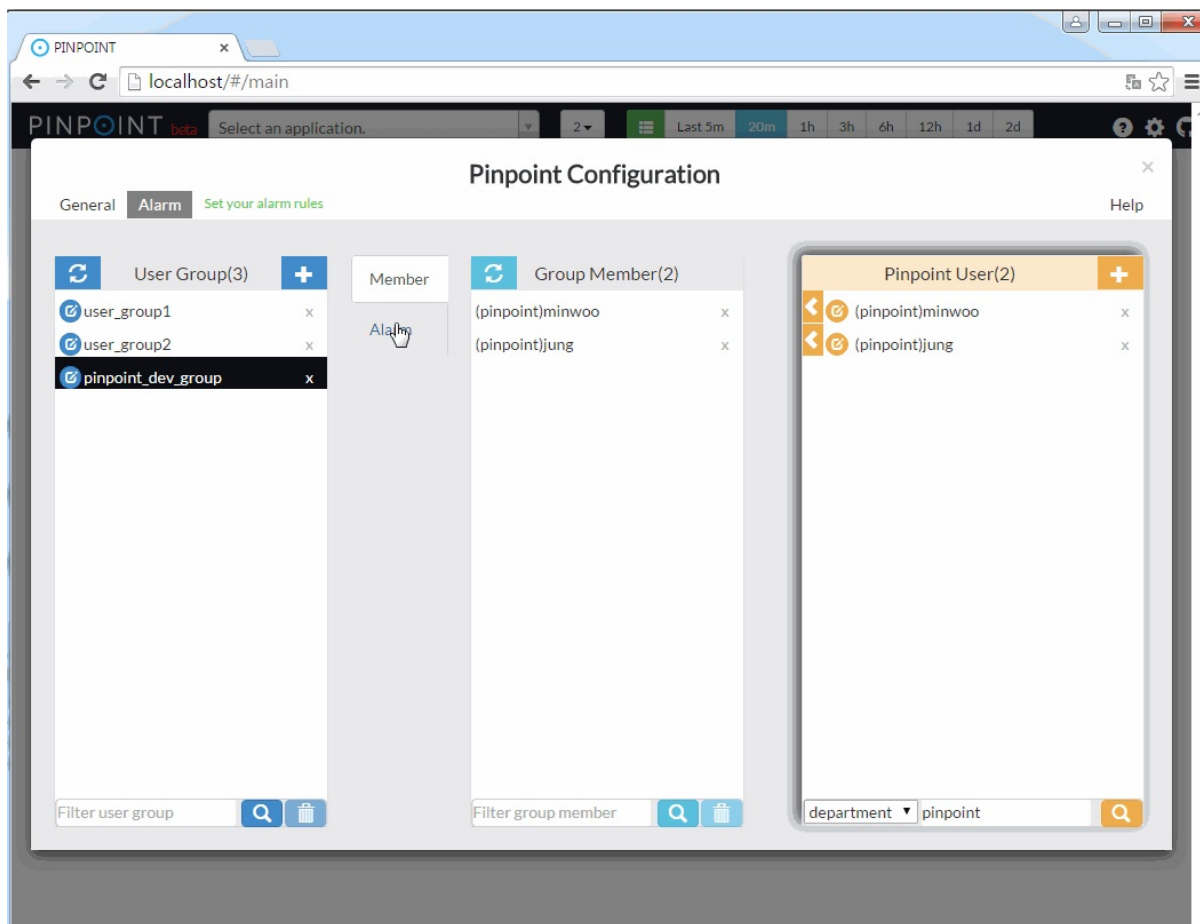 PINPOINT
localhost/#/main
PINPOINT beta Select an application. 2 Last 5m 20m 1h 3h 6h 12h 1d 2d
Pinpoint Configuration
General Alarm Set your alarm rules Help
User Group(3)
user_group1 x
user_group2 x
pinpoint_dev_group x
Filter user group
Member
Alarm
Group Member(2)
(pinpoint)minwoo x
(pinpoint)jung x
Filter group member
Pinpoint User(2)
(pinpoint)minwoo x
(pinpoint)jung x
department pinpoint